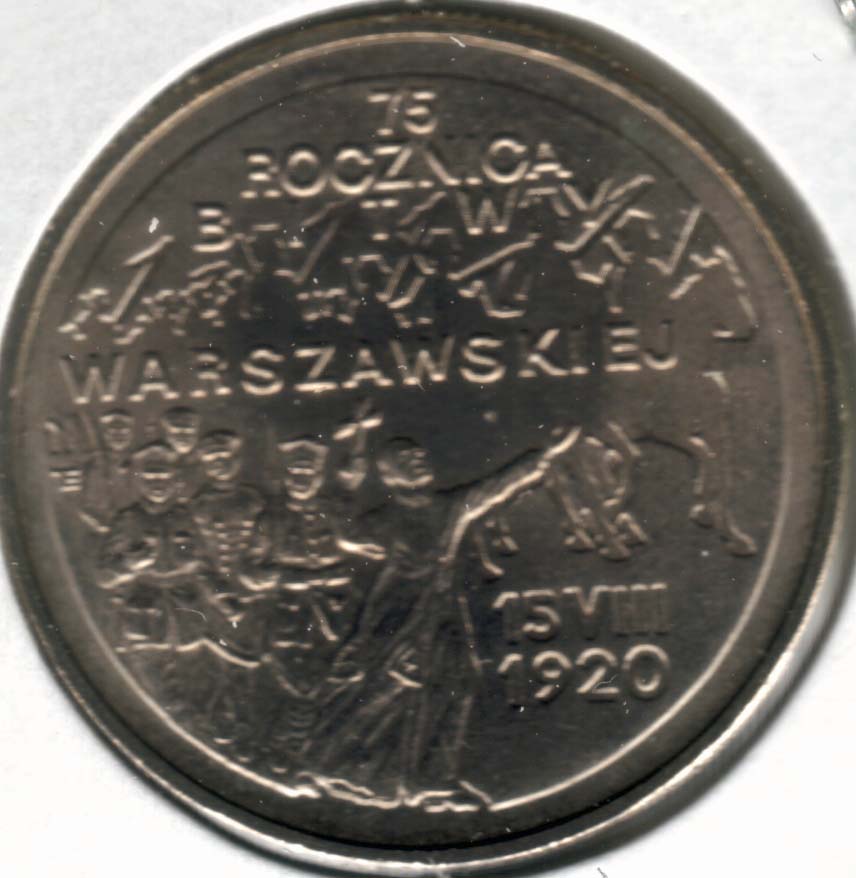 75
ROCZNICA
B T W
WARSZAWSKIEJ
15 VIII
1920